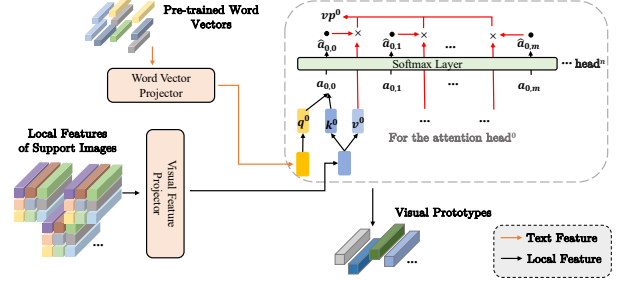 Pre-trained Word
Vectors
Word Vector
Projector
Local Features
of Support Images
...
Visual Feature
Projector
vp⁰
â₀,₀ × â₀,₁ × ... × â₀,ₘ
Softmax Layer
... headⁿ
a₀,₀ a₀,₁ ... a₀,ₘ
q⁰ k⁰ v⁰ ... ... ...
For the attention head⁰
Visual Prototypes
...
Text Feature
Local Feature